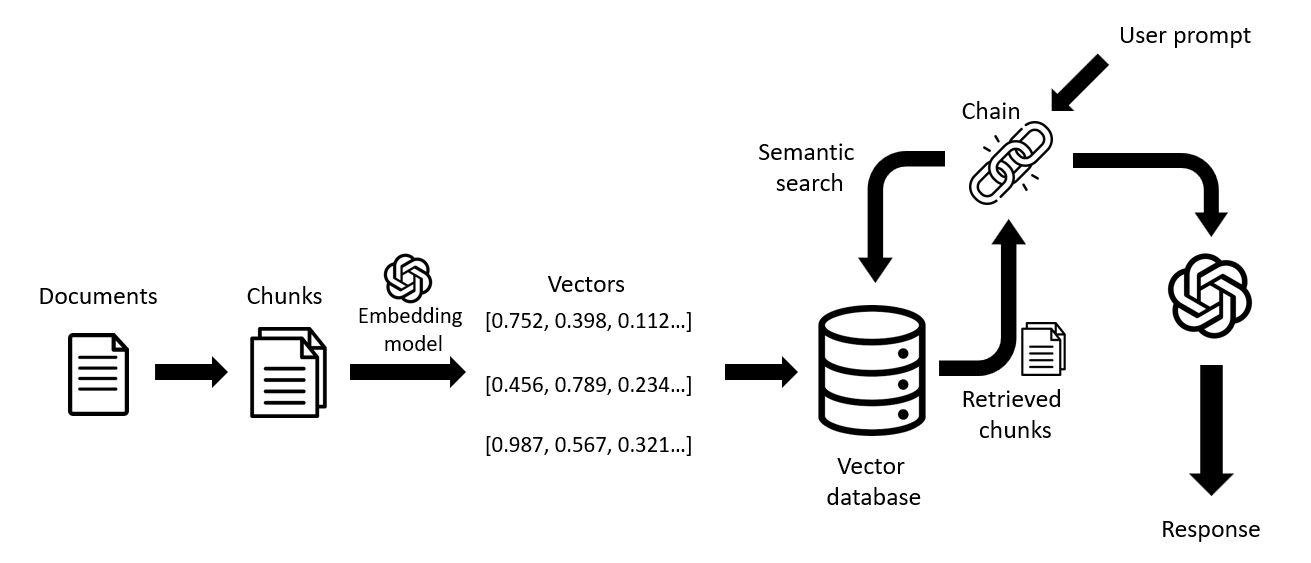 User prompt
Chain
Semantic
search
Documents
Chunks
Embedding
model
Vectors
[0.752, 0.398, 0.112...]
[0.456, 0.789, 0.234...]
[0.987, 0.567, 0.321...]
Retrieved
chunks
Vector
database
Response